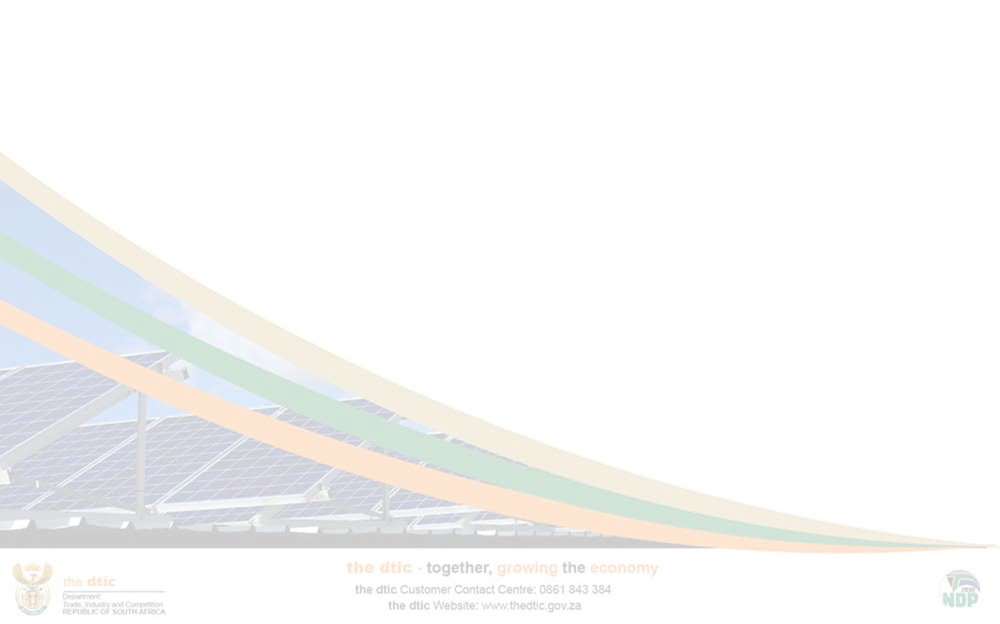 the dtic - together, growing the economy
the dtic Customer Contact Centre: 0861 843 384
the dtic Website: www.thedtic.gov.za
the dtic
Department:
Trade, Industry and Competition
REPUBLIC OF SOUTH AFRICA
2030
NDP